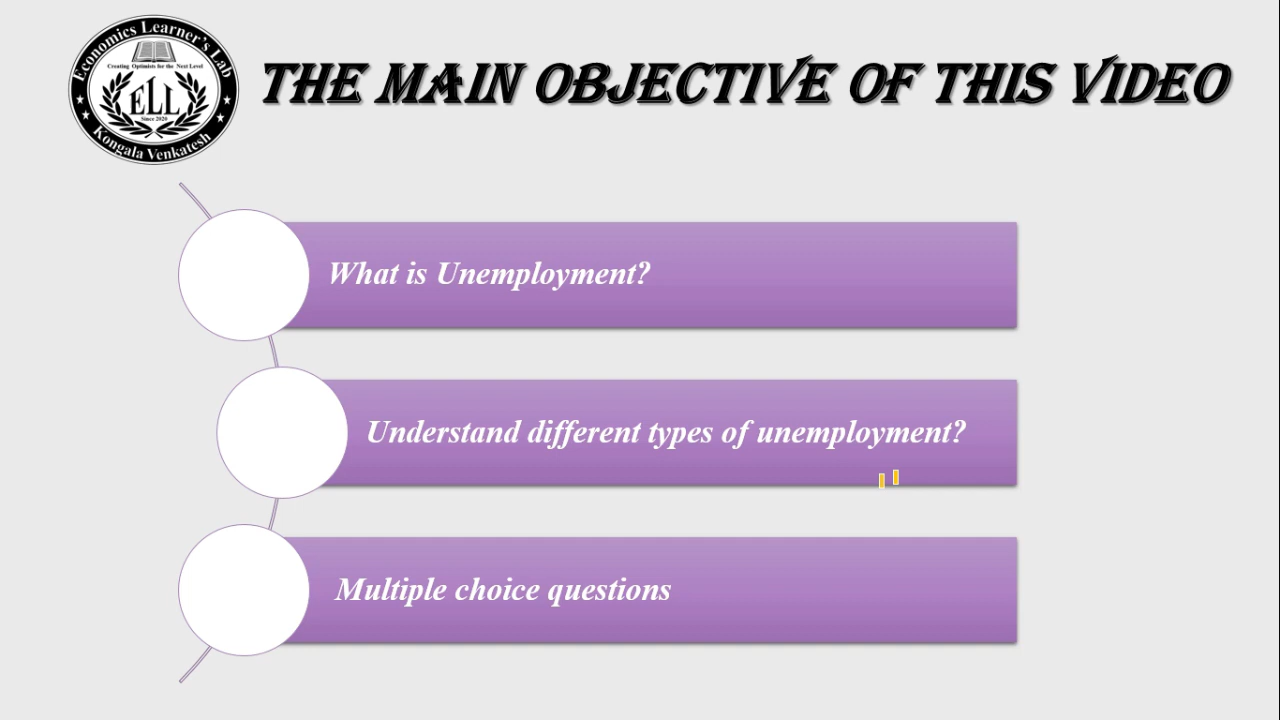 Economics Learner's Lab
Creating Optimists for the Next Level
ELL
Since 2020
Kongala Venkatesh
THE MAIN OBJECTIVE OF THIS VIDEO
What is Unemployment?
Understand different types of unemployment?
Multiple choice questions